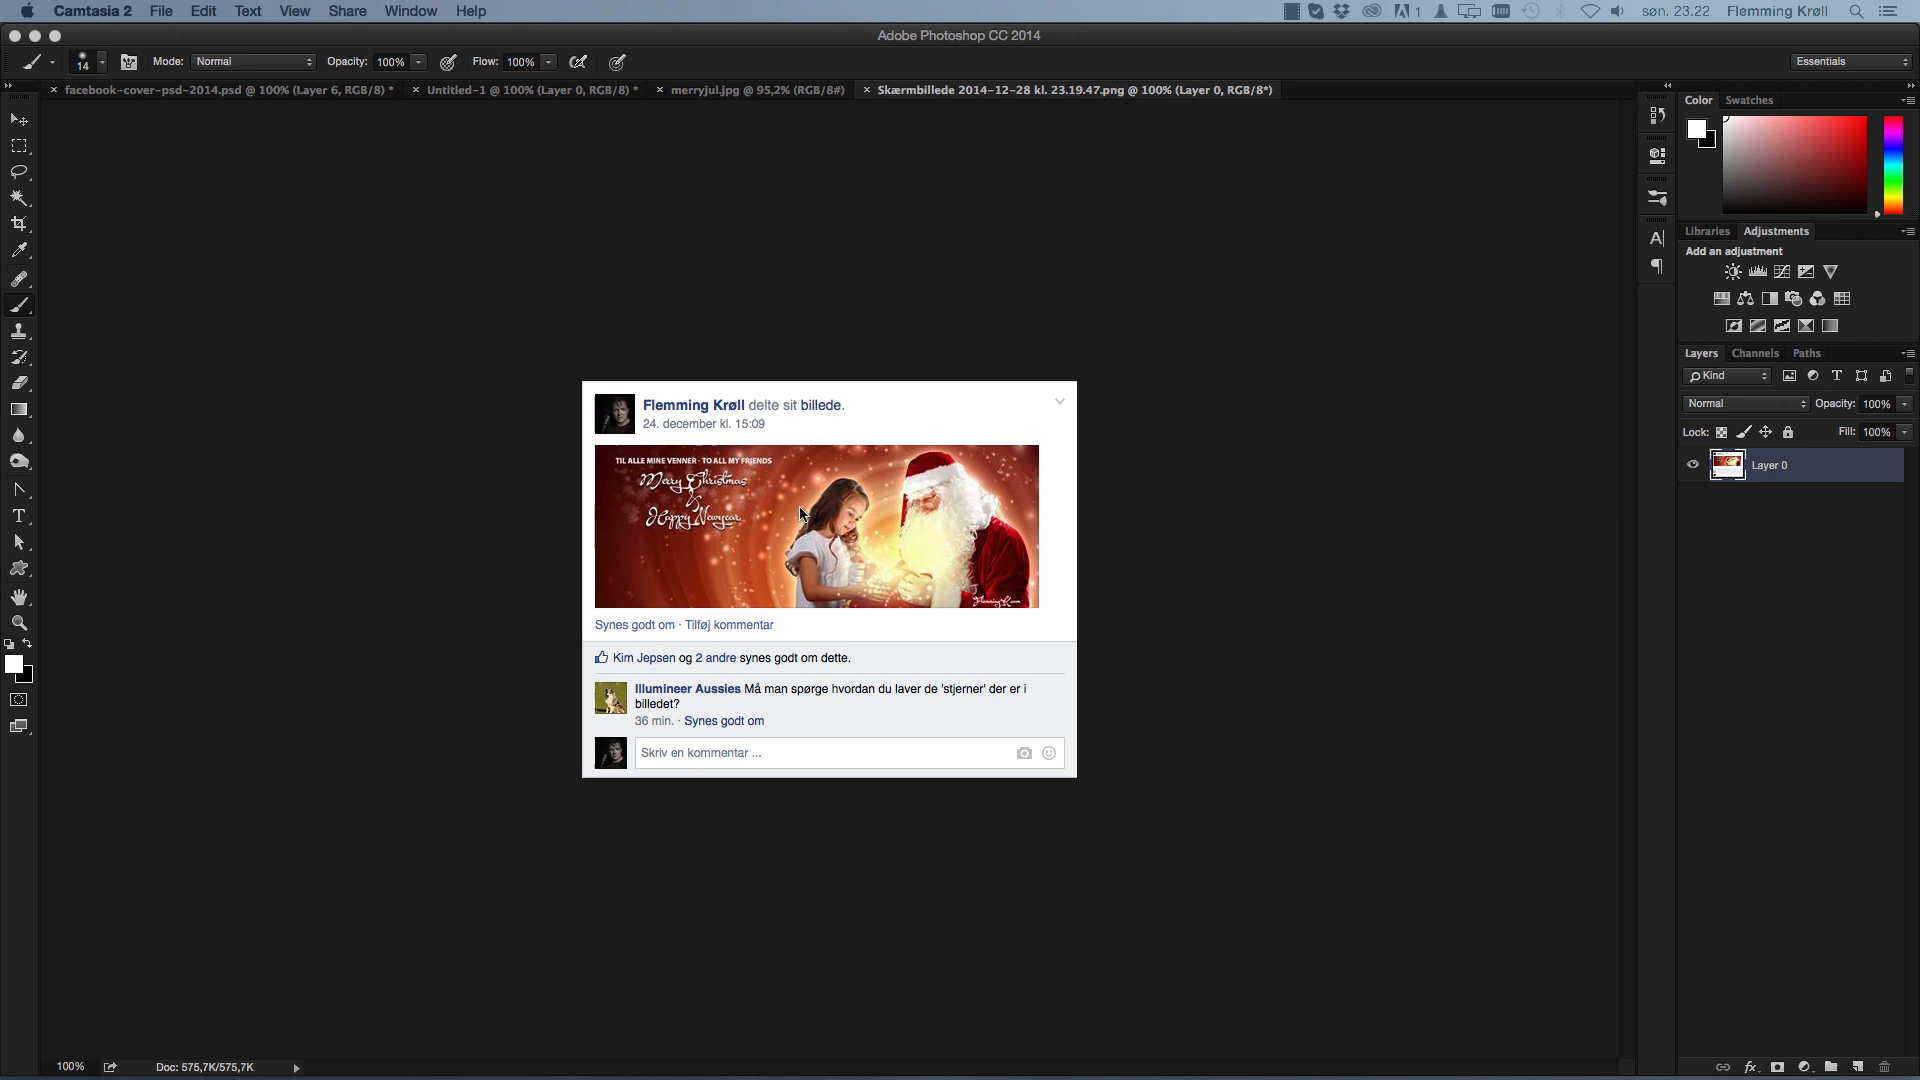 Camtasia 2 File Edit Text View Share Window Help 1 søn. 23.22 Flemming Krøll
Adobe Photoshop CC 2014
14 Mode: Normal Opacity: 100% Flow: 100% Essentials
× facebook-cover-psd-2014.psd @ 100% (Layer 6, RGB/8) * × Untitled-1 @ 100% (Layer 0, RGB/8) * × merryjul.jpg @ 95,2% (RGB/8#) × Skærmbillede 2014-12-28 kl. 23.19.47.png @ 100% (Layer 0, RGB/8*)
Color Swatches
Libraries Adjustments
Add an adjustment
Layers Channels Paths
Kind
Normal Opacity: 100%
Lock: Fill: 100%
Layer 0
Flemming Krøll delte sit billede.
24. december kl. 15:09
TIL ALLE MINE VENNER - TO ALL MY FRIENDS
Merry Christmas
&
Happy Newyear
Synes godt om · Tilføj kommentar
Kim Jepsen og 2 andre synes godt om dette.
Illumineer Aussies Må man spørge hvordan du laver de 'stjerner' der er i
billedet?
36 min. · Synes godt om
Skriv en kommentar ...
100% Doc: 575,7K/575,7K
fx